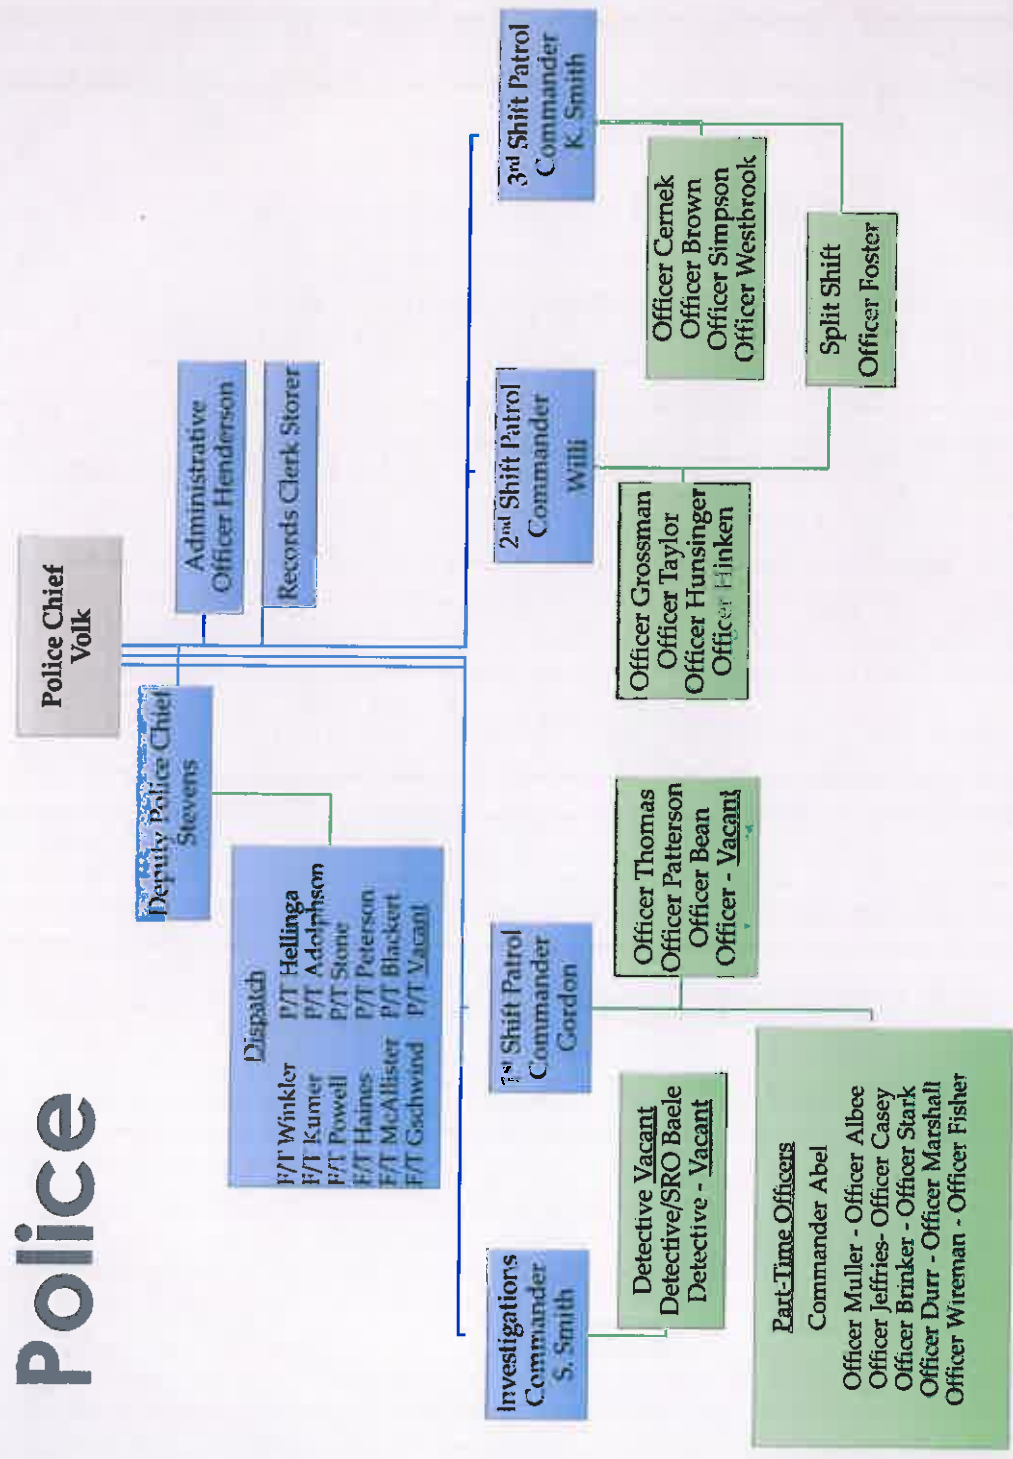 Police
Police Chief
Volk
Deputy Police Chief
Stevens
Administrative
Officer Henderson
Records Clerk Storer
Dispatch
F/T Winkler P/T Hellinga
F/T Kumer P/T Adolphson
F/T Powell P/T Stone
F/T Haines P/T Peterson
F/T McAllister P/T Blackert
F/T Gschwind P/T Vacant
Investigations
Commander
S. Smith
Detective Vacant
Detective/SRO Baele
Detective - Vacant
1st Shift Patrol
Commander
Gordon
Officer Thomas
Officer Patterson
Officer Bean
Officer - Vacant
Part-Time Officers
Commander Abel
Officer Muller - Officer Albee
Officer Jeffries- Officer Casey
Officer Brinker - Officer Stark
Officer Durr - Officer Marshall
Officer Wireman - Officer Fisher
2nd Shift Patrol
Commander
Willi
Officer Grossman
Officer Taylor
Officer Hunsinger
Officer Hinken
3rd Shift Patrol
Commander
K. Smith
Officer Cernek
Officer Brown
Officer Simpson
Officer Westbrook
Split Shift
Officer Foster